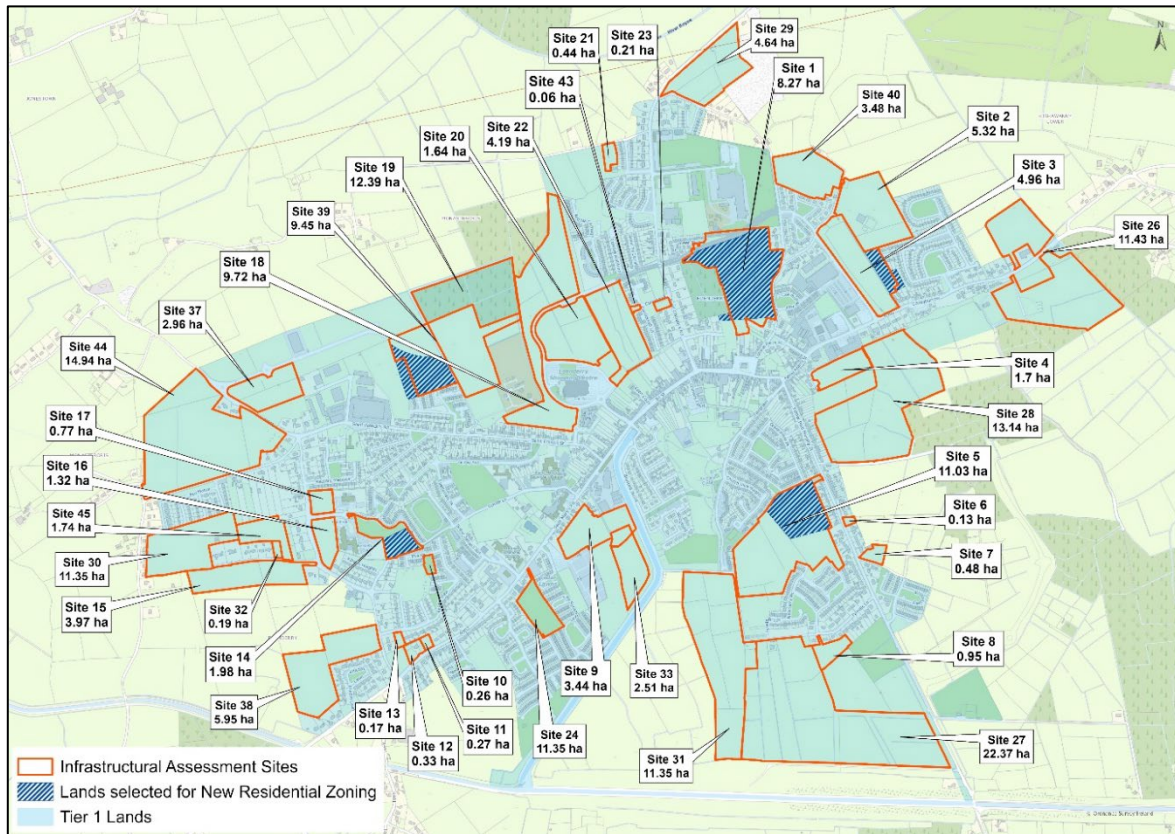 Site 21
0.44 ha
Site 23
0.21 ha
Site 29
4.64 ha
N
Site 43
0.06 ha
Site 1
8.27 ha
Site 22
4.19 ha
Site 40
3.48 ha
Site 20
1.64 ha
Site 2
5.32 ha
Site 19
12.39 ha
Site 3
4.96 ha
Site 39
9.45 ha
Site 26
11.43 ha
Site 18
9.72 ha
Site 37
2.96 ha
Site 44
14.94 ha
Site 4
1.7 ha
Site 17
0.77 ha
Site 28
13.14 ha
Site 16
1.32 ha
Site 5
11.03 ha
Site 45
1.74 ha
Site 6
0.13 ha
Site 30
11.35 ha
Site 7
0.48 ha
Site 15
3.97 ha
Site 32
0.19 ha
Site 14
1.98 ha
Site 8
0.95 ha
Site 9
3.44 ha
Site 33
2.51 ha
Site 10
0.26 ha
Site 38
5.95 ha
Site 13
0.17 ha
Site 11
0.27 ha
Site 12
0.33 ha
Site 24
11.35 ha
Site 31
11.35 ha
Site 27
22.37 ha
Infrastructural Assessment Sites
Lands selected for New Residential Zoning
Tier 1 Lands
© Ordnance Survey Ireland